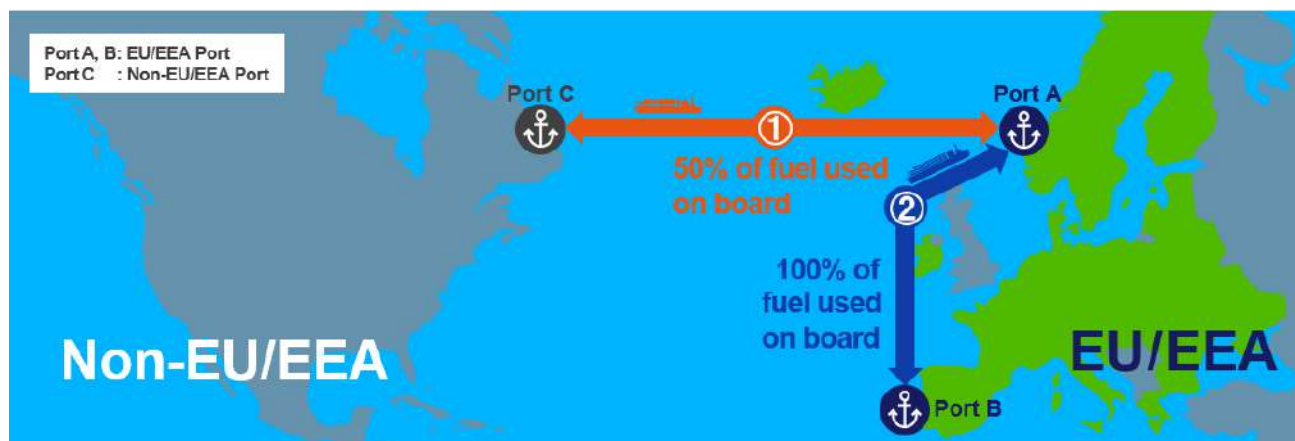 Port A, B: EU/EEA Port
Port C : Non-EU/EEA Port
Port C
Port A
①
50% of fuel used
on board
②
100% of
fuel used
on board
Non-EU/EEA
EU/EEA
Port B